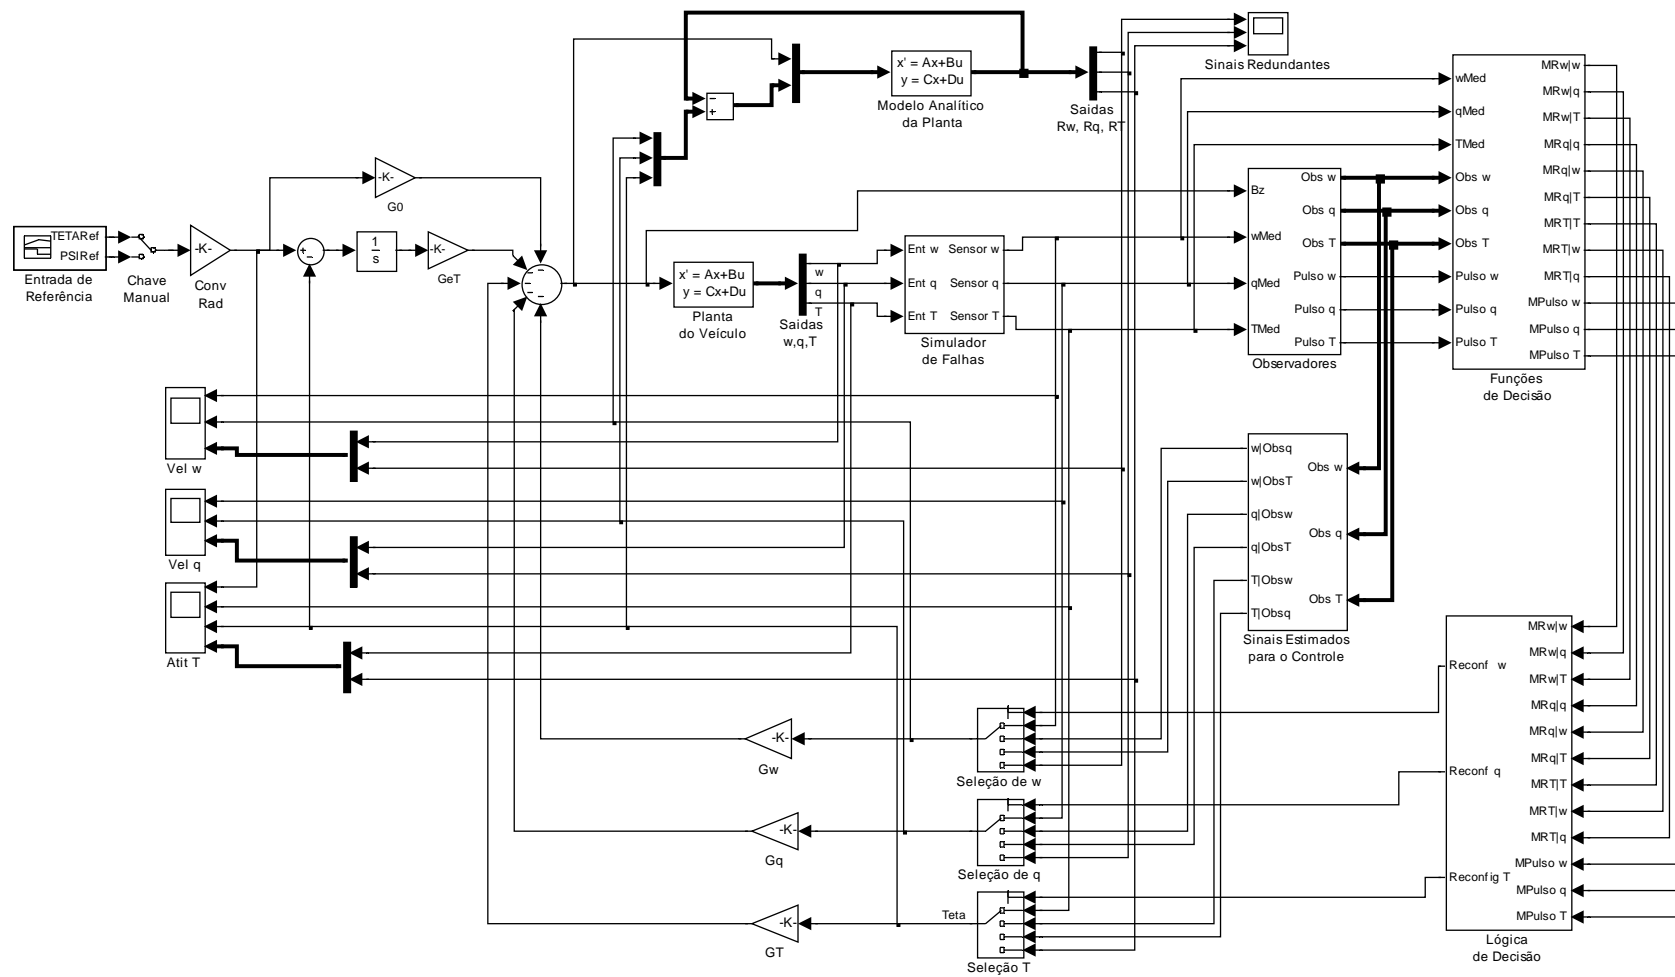 TETARef
PSIRef
Entrada de
Referência
Chave
Manual
-K-
Conv
Rad
-K-
G0
+
−
1
s
-K-
GeT
−
−
−
−
−
x' = Ax+Bu
y = Cx+Du
Planta
do Veículo
w
q
T
Saidas
w,q,T
−
+
x' = Ax+Bu
y = Cx+Du
Modelo Analítico
da Planta
Saidas
Rw, Rq, RT
Sinais Redundantes
Ent w
Ent q
Ent T
Sensor w
Sensor q
Sensor T
Simulador
de Falhas
Bz
wMed
qMed
TMed
Obs w
Obs q
Obs T
Pulso w
Pulso q
Pulso T
Observadores
wMed
qMed
TMed
Obs w
Obs q
Obs T
Pulso w
Pulso q
Pulso T
MRw|w
MRw|q
MRw|T
MRq|q
MRq|w
MRq|T
MRT|T
MRT|w
MRT|q
MPulso w
MPulso q
MPulso T
Funções
de Decisão
Vel w
Vel q
Atit T
w|Obsq
w|ObsT
q|Obsw
q|ObsT
T|Obsw
T|Obsq
Obs w
Obs q
Obs T
Sinais Estimados
para o Controle
MRw|w
MRw|q
MRw|T
MRq|q
MRq|w
MRq|T
MRT|T
MRT|w
MRT|q
MPulso w
MPulso q
MPulso T
Reconf w
Reconf q
Reconfig T
Lógica
de Decisão
-K-
Gw
Seleção de w
-K-
Gq
Seleção de q
-K-
GT
Teta
Seleção T